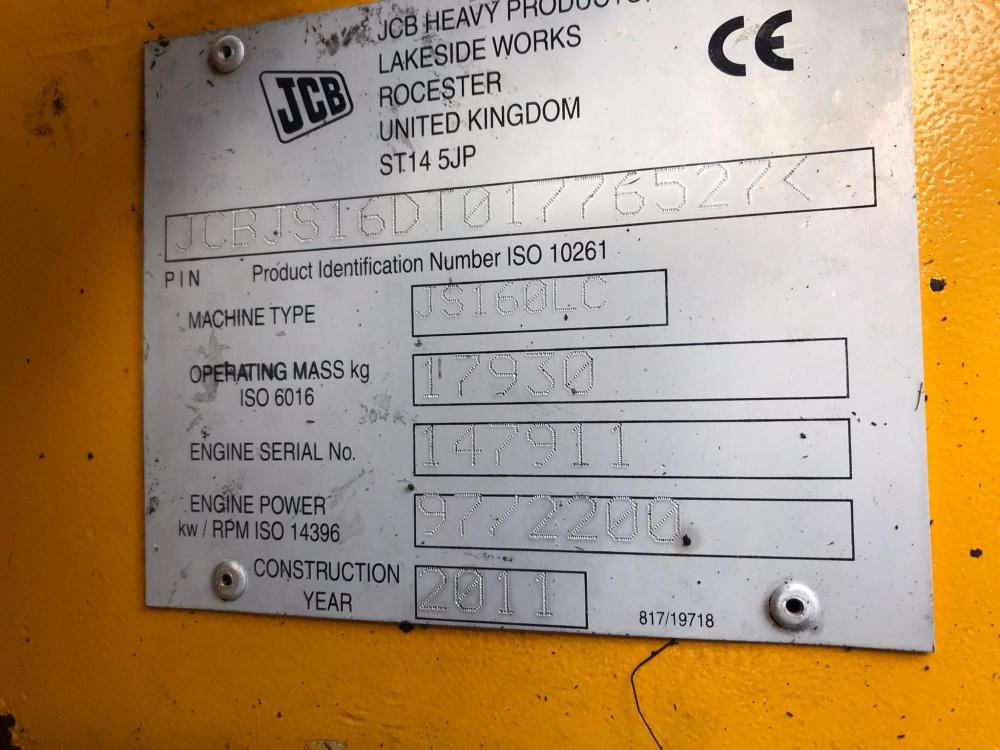 JCB HEAVY PRODUCTS
LAKESIDE WORKS
ROCESTER
UNITED KINGDOM
ST14 5JP
JCB
CE
JCBJS16DT01776527<
PIN Product Identification Number ISO 10261
MACHINE TYPE JS160LC
OPERATING MASS kg 17930
ISO 6016
ENGINE SERIAL No. 147911
ENGINE POWER 97/2200
kw / RPM ISO 14396
CONSTRUCTION 2011
YEAR
817/19718